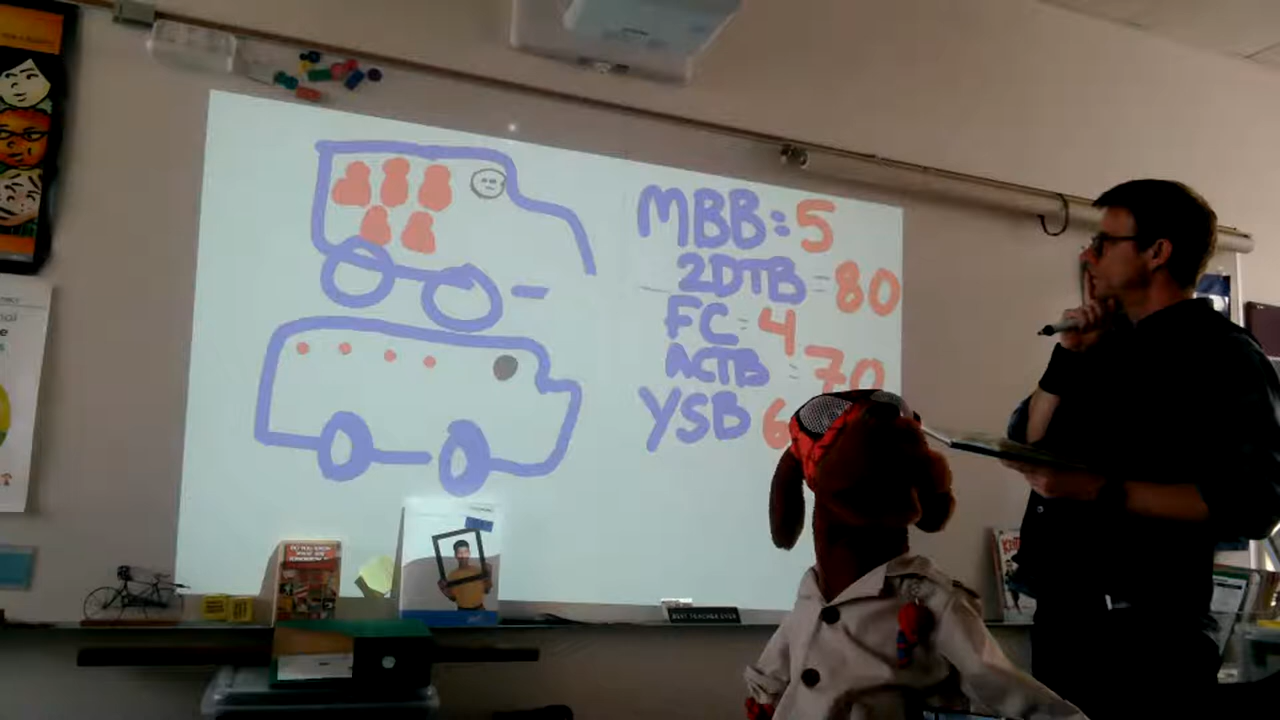 MBB=5
2DTB=80
FC=4
ACTB=70
YSB 6
BEST TEACHER EVER